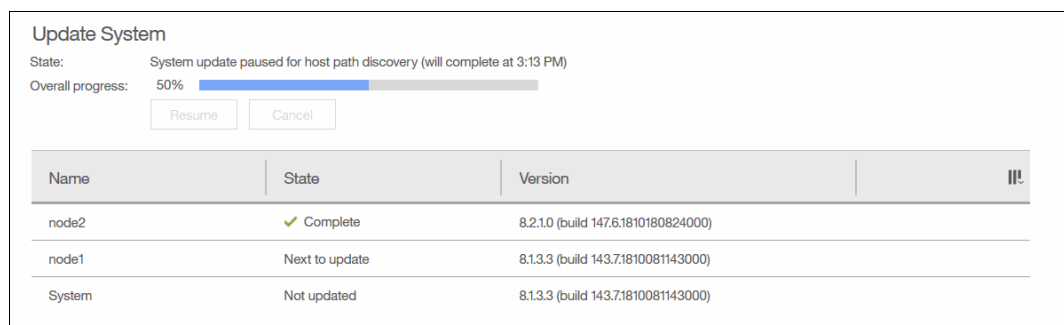 Update System
State: System update paused for host path discovery (will complete at 3:13 PM)
Overall progress: 50%
Resume Cancel
Name State Version
node2 Complete 8.2.1.0 (build 147.6.1810180824000)
node1 Next to update 8.1.3.3 (build 143.7.1810081143000)
System Not updated 8.1.3.3 (build 143.7.1810081143000)